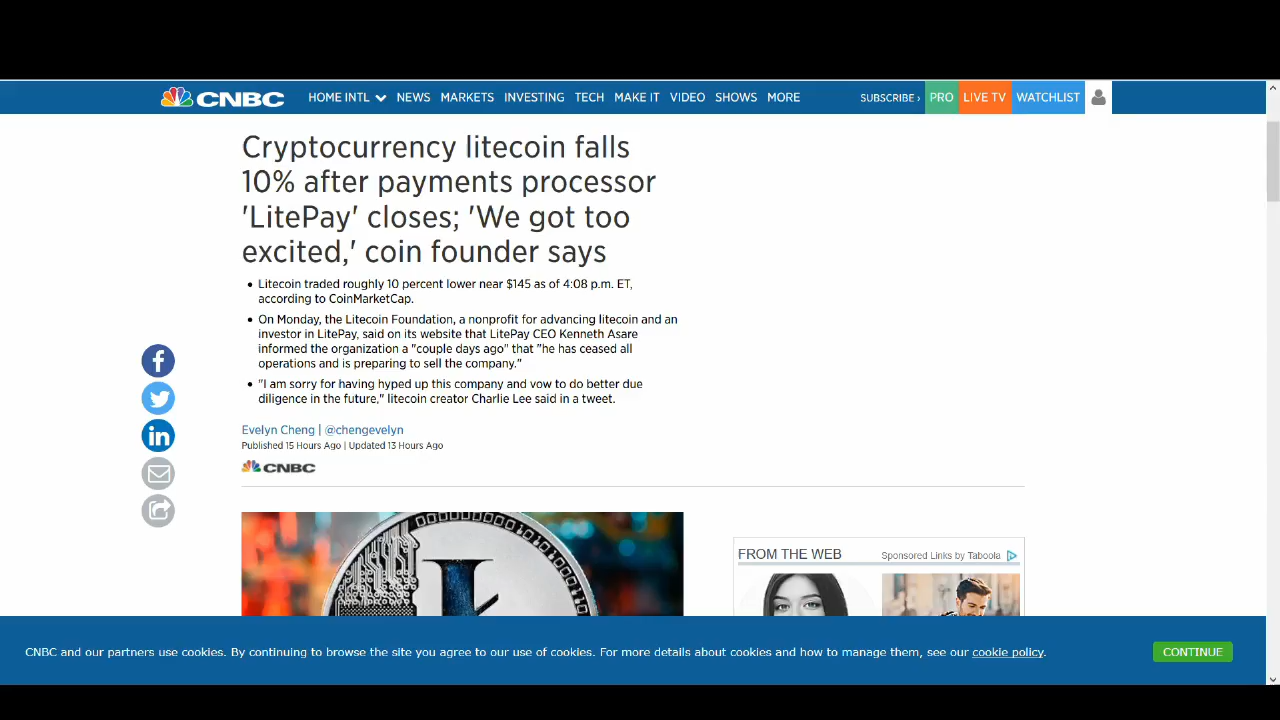 CNBC
HOME INTL NEWS MARKETS INVESTING TECH MAKE IT VIDEO SHOWS MORE SUBSCRIBE › PRO LIVE TV WATCHLIST
Cryptocurrency litecoin falls
10% after payments processor
'LitePay' closes; 'We got too
excited,' coin founder says
• Litecoin traded roughly 10 percent lower near $145 as of 4:08 p.m. ET,
according to CoinMarketCap.
• On Monday, the Litecoin Foundation, a nonprofit for advancing litecoin and an
investor in LitePay, said on its website that LitePay CEO Kenneth Asare
informed the organization a "couple days ago" that "he has ceased all
operations and is preparing to sell the company."
• "I am sorry for having hyped up this company and vow to do better due
diligence in the future," litecoin creator Charlie Lee said in a tweet.
Evelyn Cheng | @chengevelyn
Published 15 Hours Ago | Updated 13 Hours Ago
CNBC
FROM THE WEB Sponsored Links by Taboola
CNBC and our partners use cookies. By continuing to browse the site you agree to our use of cookies. For more details about cookies and how to manage them, see our cookie policy. CONTINUE